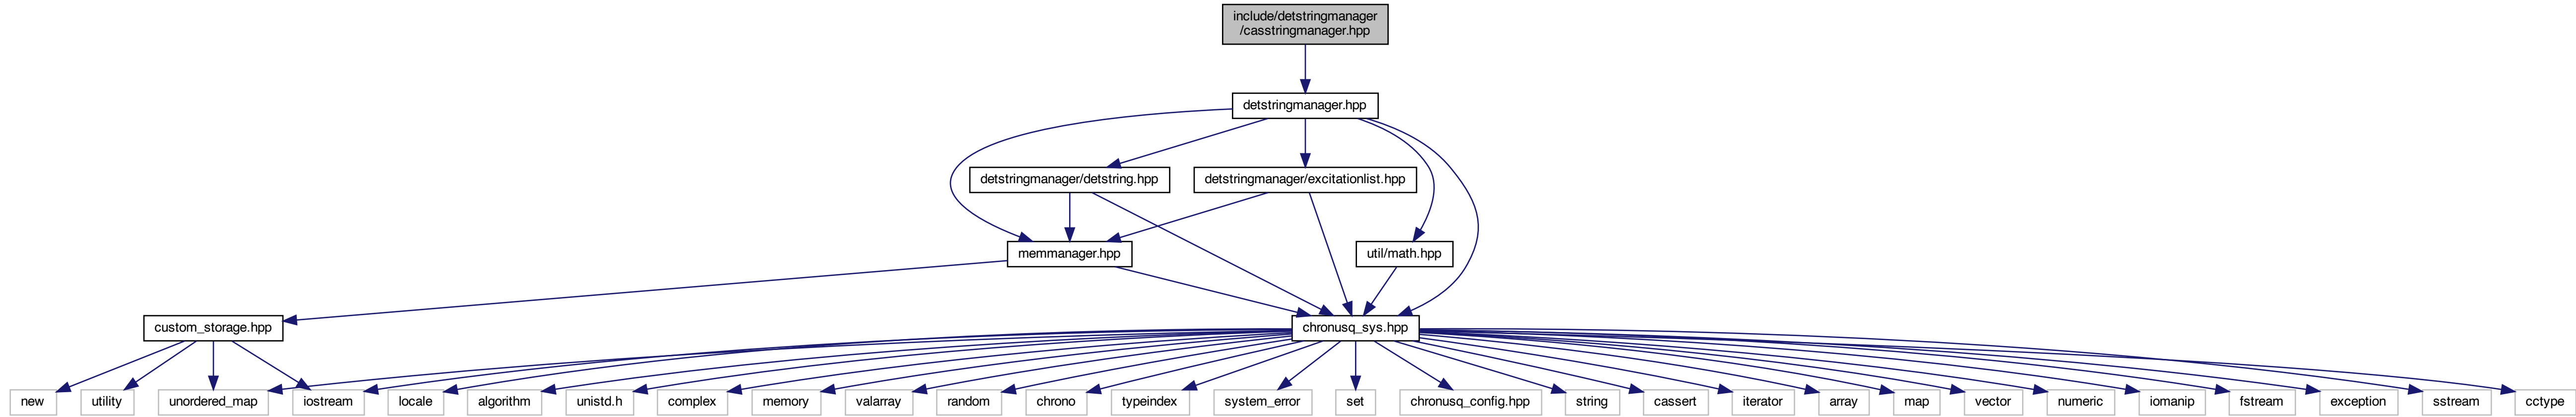 include/detstringmanager
/casstringmanager.hpp
detstringmanager.hpp
detstringmanager/detstring.hpp
detstringmanager/excitationlist.hpp
memmanager.hpp
util/math.hpp
custom_storage.hpp
chronusq_sys.hpp
new
utility
unordered_map
iostream
locale
algorithm
unistd.h
complex
memory
valarray
random
chrono
typeindex
system_error
set
chronusq_config.hpp
string
cassert
iterator
array
map
vector
numeric
iomanip
fstream
exception
sstream
cctype